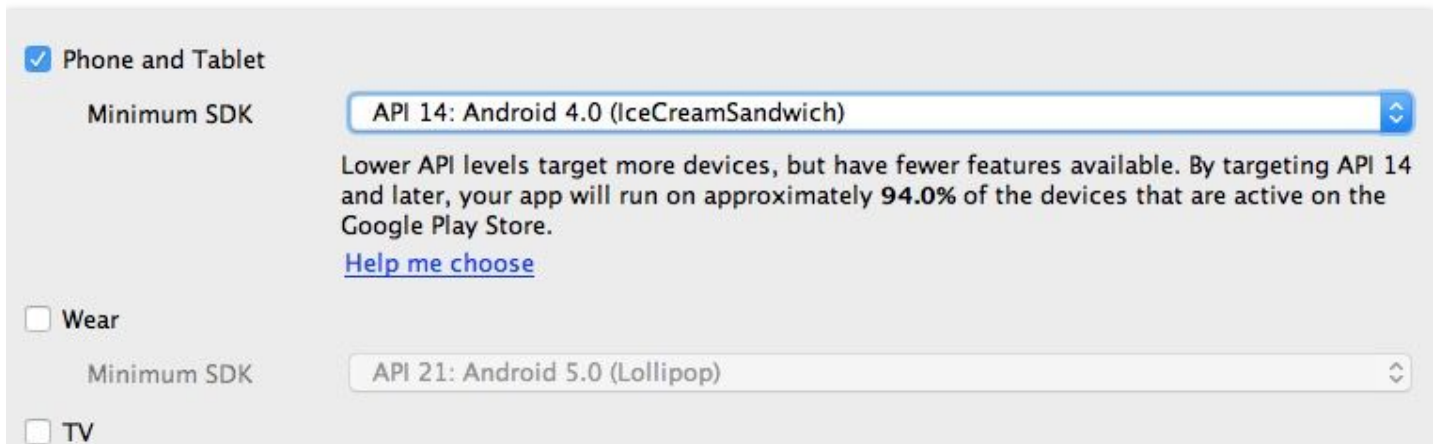 Phone and Tablet
Minimum SDK API 14: Android 4.0 (IceCreamSandwich)
Lower API levels target more devices, but have fewer features available. By targeting API 14
and later, your app will run on approximately 94.0% of the devices that are active on the
Google Play Store.
Help me choose
Wear
Minimum SDK API 21: Android 5.0 (Lollipop)
TV